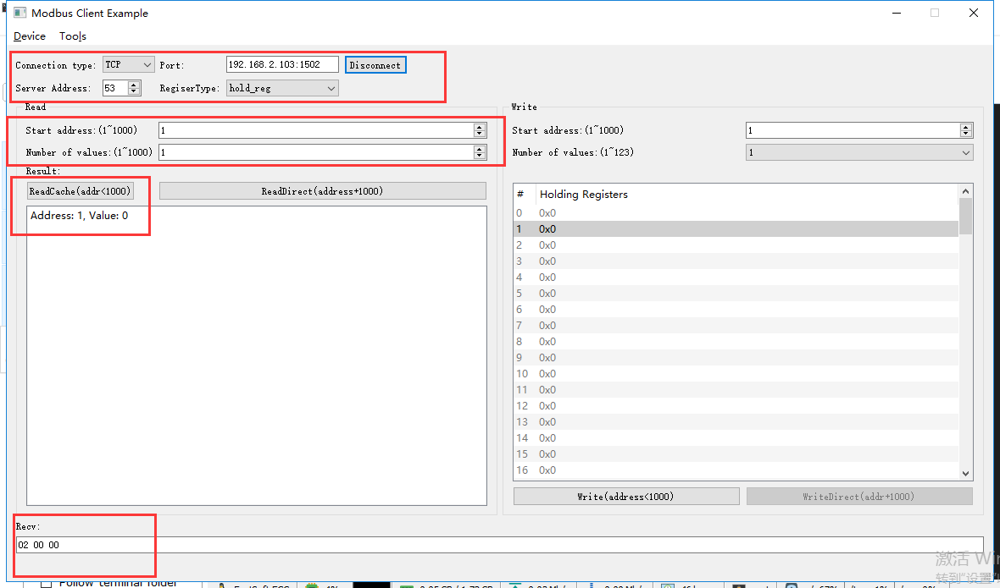 Modbus Client Example
Device Tools
Connection type: TCP Port: 192.168.2.103:1502 Disconnect
Server Address: 53 RegiserType: hold_reg
Read
Start address:(1~1000) 1
Number of values:(1~1000) 1
Result:
ReadCache(addr<1000) ReadDirect(address+1000)
Address: 1, Value: 0
Write
Start address:(1~1000) 1
Number of values:(1~123) 1
# Holding Registers
0 0x0
1 0x0
2 0x0
3 0x0
4 0x0
5 0x0
6 0x0
7 0x0
8 0x0
9 0x0
10 0x0
11 0x0
12 0x0
13 0x0
14 0x0
15 0x0
16 0x0
Write(address<1000) WriteDirect(addr+1000)
Recv:
02 00 00
激活 Win
转到"设置"
Follow terminal folder